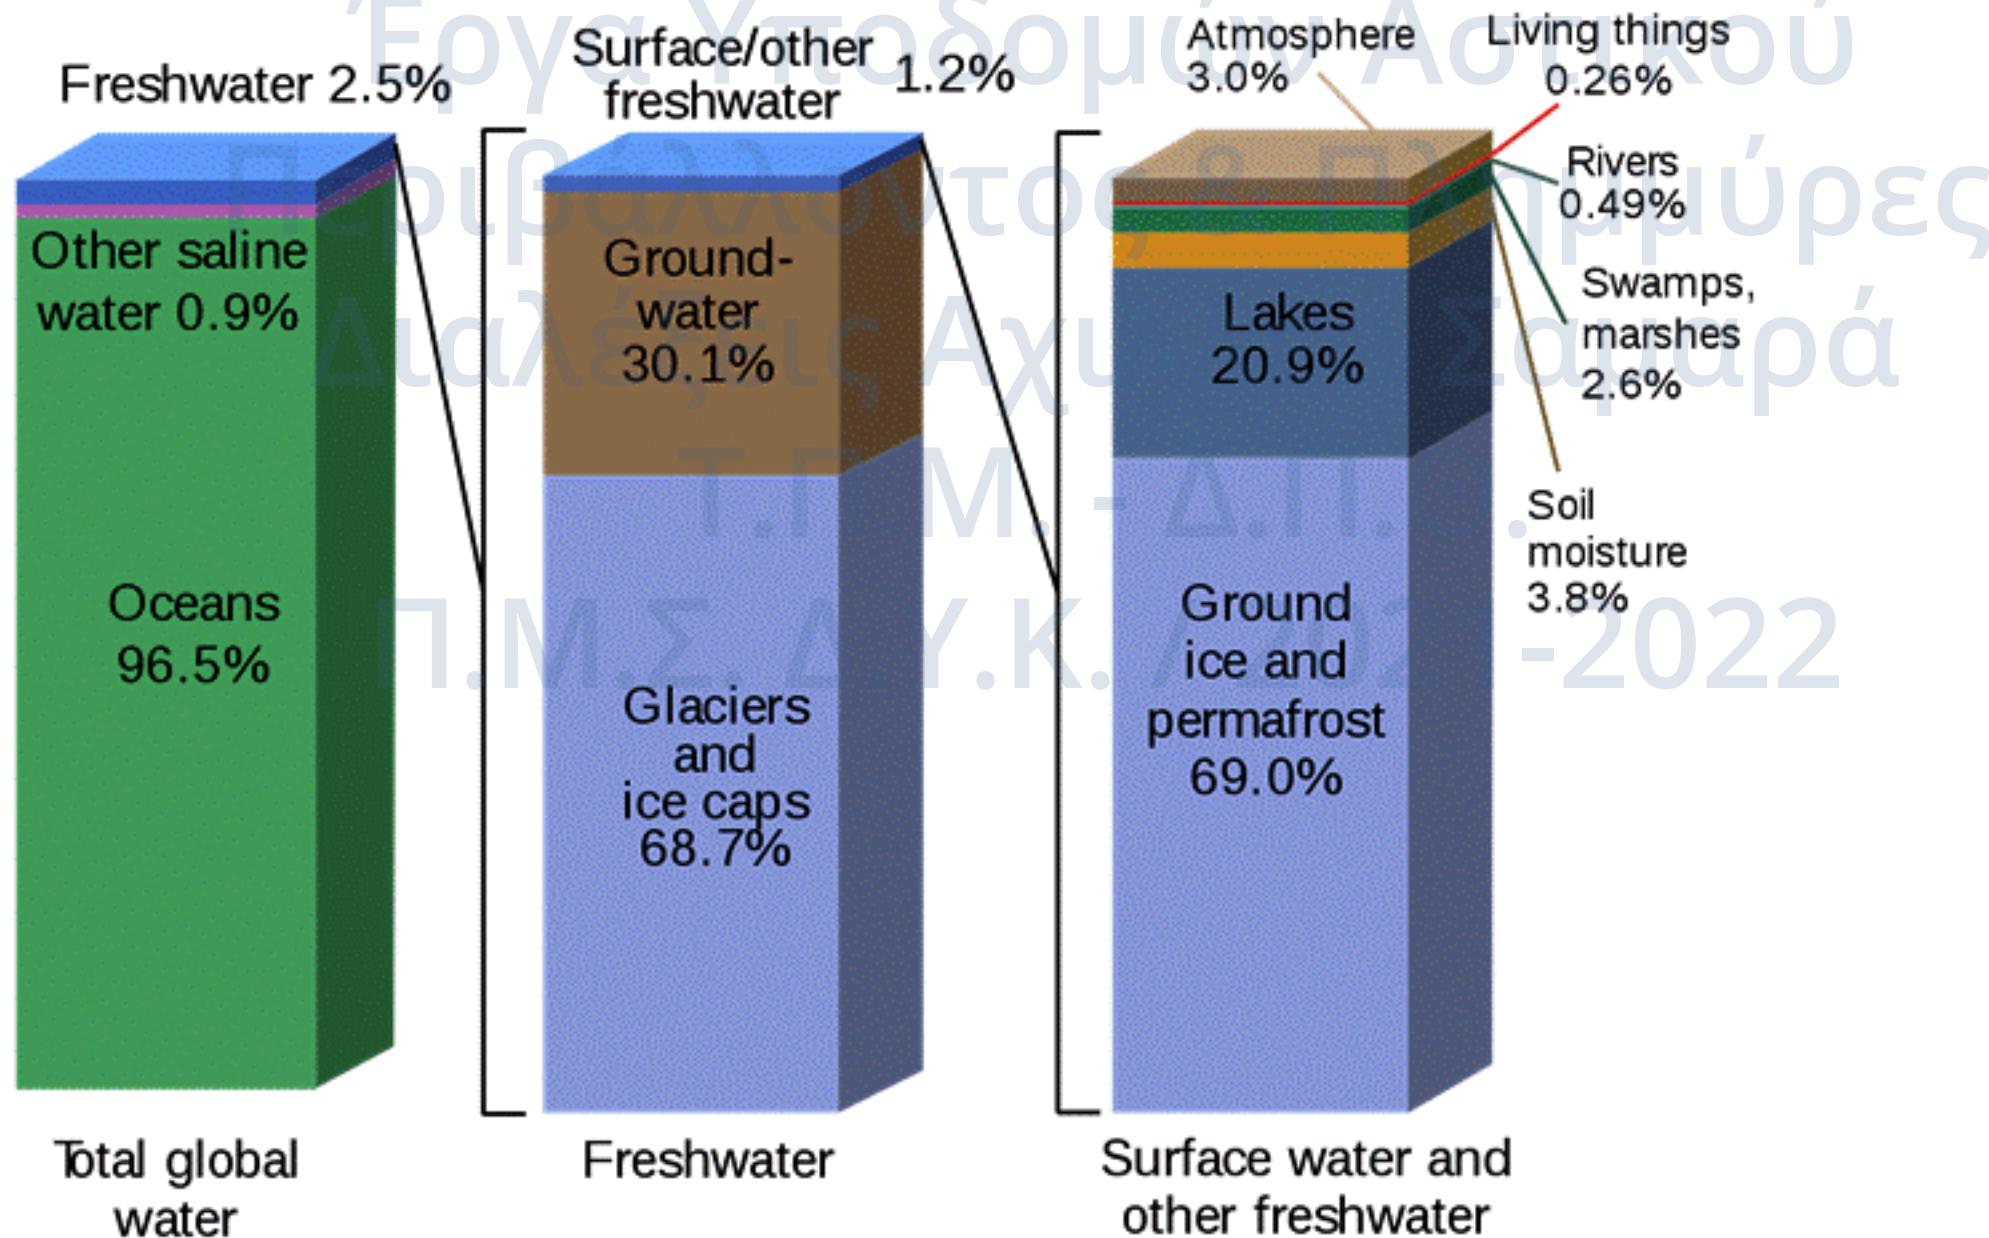 Freshwater 2.5%
Other saline
water 0.9%
Oceans
96.5%
Total global
water
Surface/other
freshwater 1.2%
Ground-
water
30.1%
Glaciers
and
ice caps
68.7%
Freshwater
Atmosphere
3.0%
Living things
0.26%
Rivers
0.49%
Swamps,
marshes
2.6%
Soil
moisture
3.8%
Lakes
20.9%
Ground
ice and
permafrost
69.0%
Surface water and
other freshwater
Έργα Υποδομών Αστικού
Περιβάλλοντος & Πλημμύρες
Διαλέξεις Σαμαρά
Τ.Π.Μ. - Δ.Π.
Π.Μ.Σ. Δ.Υ.Κ. -2022